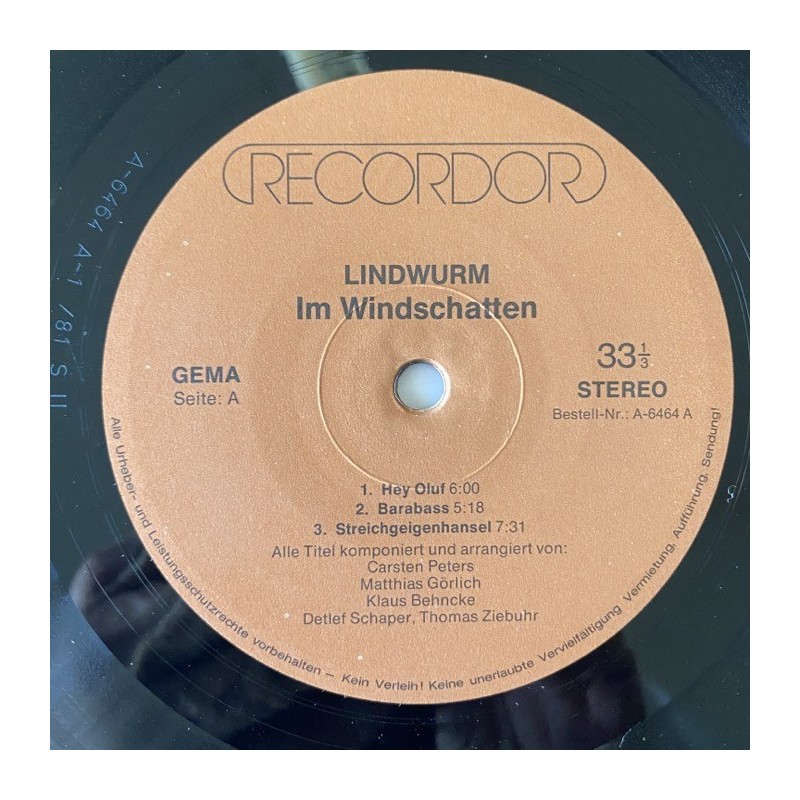 RECORDOR
LINDWURM
Im Windschatten
GEMA
Seite: A
33 1/3
STEREO
Bestell-Nr.: A-6464 A
1. Hey Oluf 6:00
2. Barabass 5:18
3. Streichgeigenhansel 7:31
Alle Titel komponiert und arrangiert von:
Carsten Peters
Matthias Görlich
Klaus Behncke
Detlef Schaper, Thomas Ziebuhr
Alle Urheber- und Leistungsschutzrechte vorbehalten – Kein Verleih! Keine unerlaubte Vervielfältigung Vermietung, Aufführung, Sendung!
A-6464 A-1 /81 S II